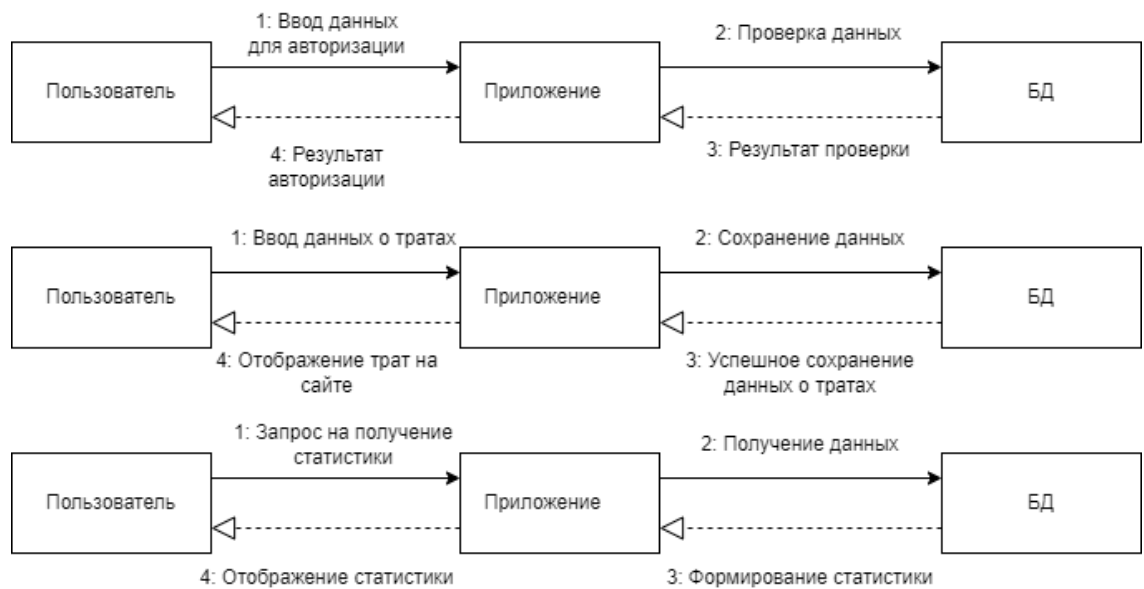 1: Ввод данных
для авторизации
2: Проверка данных
Пользователь
Приложение
БД
4: Результат
авторизации
3: Результат проверки
1: Ввод данных о тратах
2: Сохранение данных
Пользователь
Приложение
БД
4: Отображение трат на
сайте
3: Успешное сохранение
данных о тратах
1: Запрос на получение
статистики
2: Получение данных
Пользователь
Приложение
БД
4: Отображение статистики
3: Формирование статистики